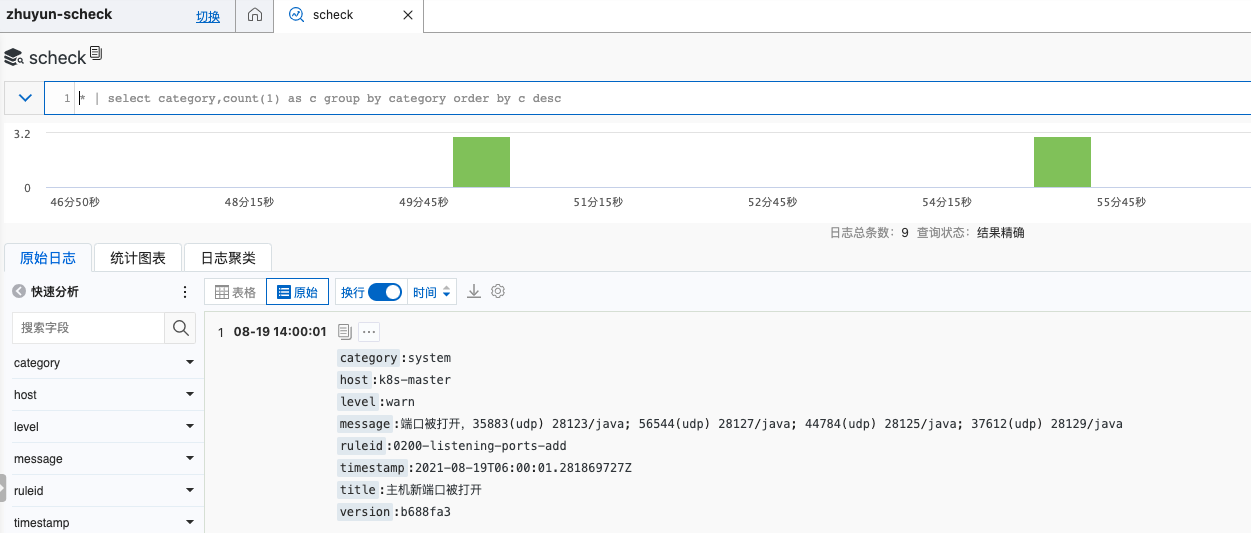 zhuyun-scheck 切换 scheck
scheck
1 * | select category,count(1) as c group by category order by c desc
3.2
0
46分50秒 48分15秒 49分45秒 51分15秒 52分45秒 54分15秒 55分45秒
日志总条数: 9 查询状态: 结果精确
原始日志 统计图表 日志聚类
快速分析 表格 原始 换行 时间
搜索字段
1 08-19 14:00:01
category:system
category
host:k8s-master
host
level:warn
level
message:端口被打开, 35883(udp) 28123/java; 56544(udp) 28127/java; 44784(udp) 28125/java; 37612(udp) 28129/java
ruleid:0200-listening-ports-add
message
timestamp:2021-08-19T06:00:01.281869727Z
ruleid
title:主机新端口被打开
version:b688fa3
timestamp